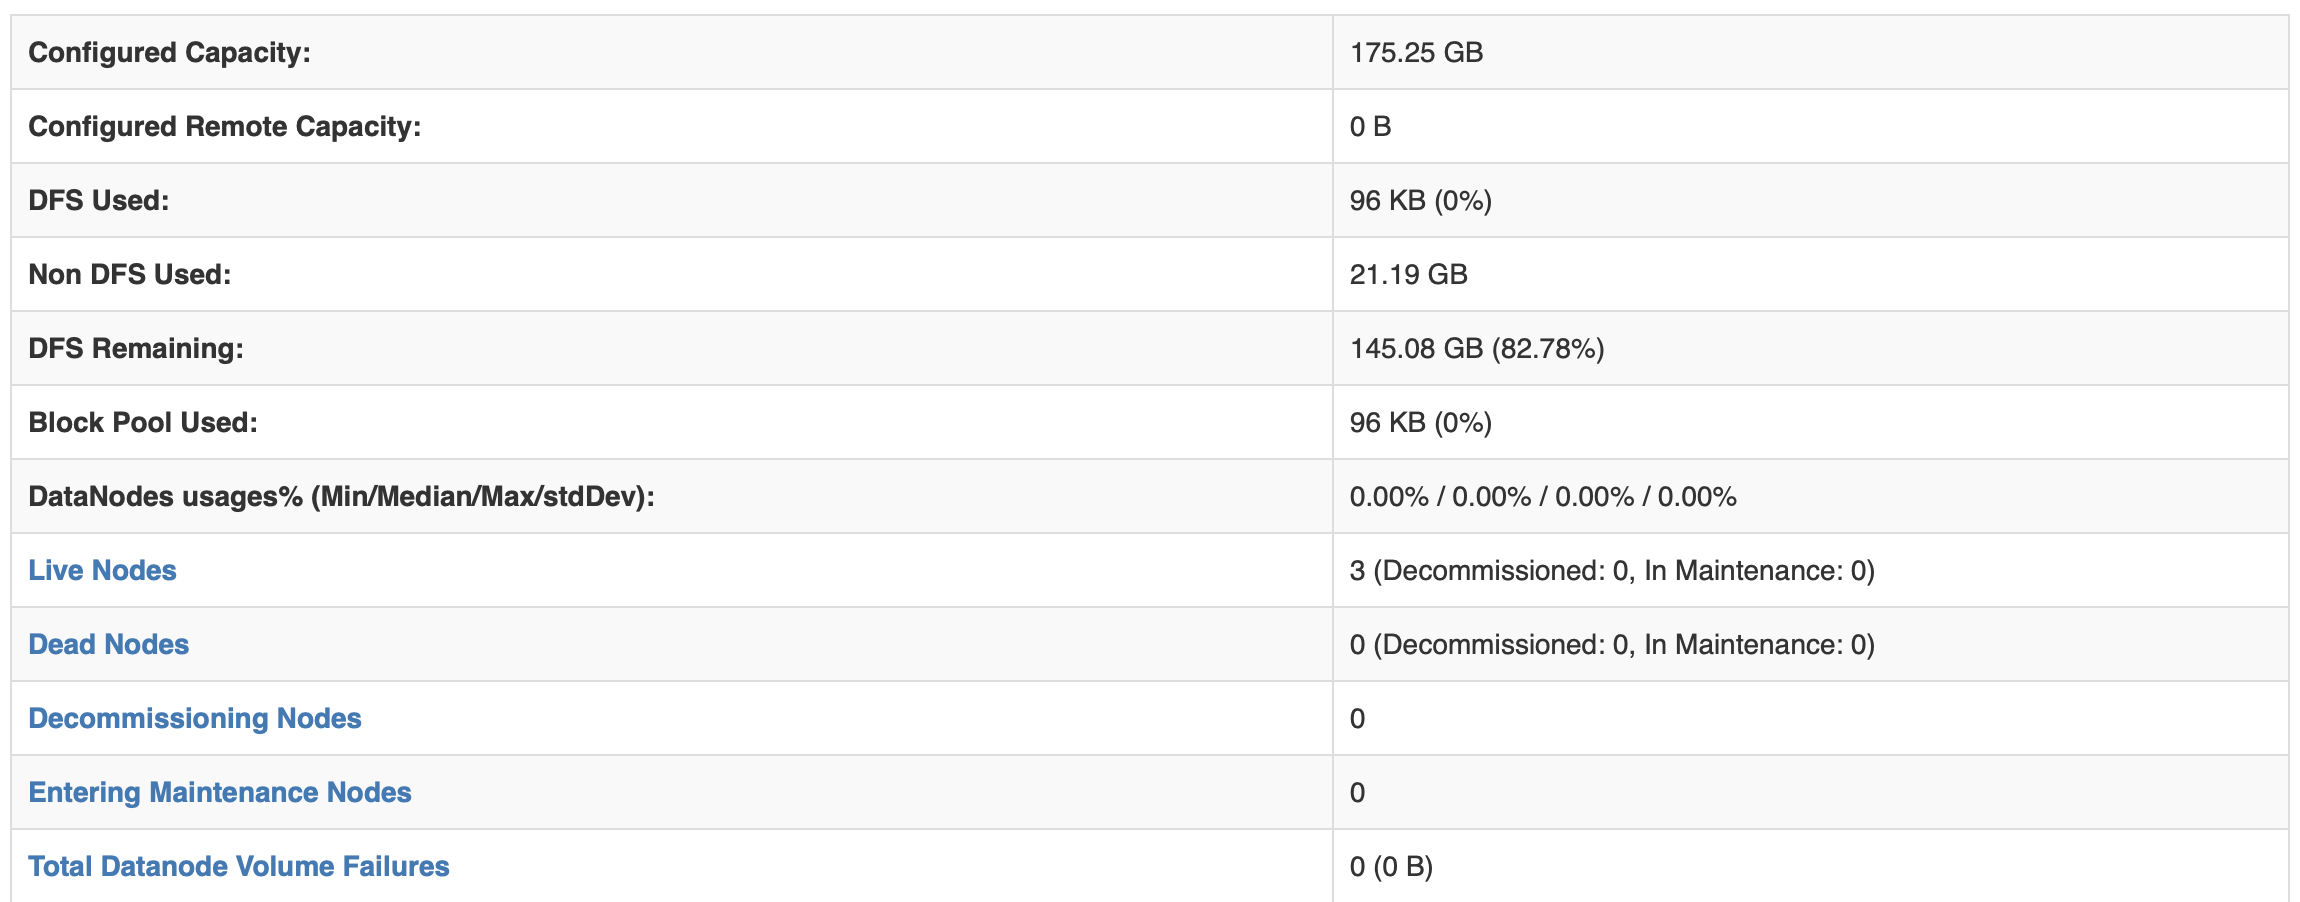 Configured Capacity: 175.25 GB
Configured Remote Capacity: 0 B
DFS Used: 96 KB (0%)
Non DFS Used: 21.19 GB
DFS Remaining: 145.08 GB (82.78%)
Block Pool Used: 96 KB (0%)
DataNodes usages% (Min/Median/Max/stdDev): 0.00% / 0.00% / 0.00% / 0.00%
Live Nodes 3 (Decommissioned: 0, In Maintenance: 0)
Dead Nodes 0 (Decommissioned: 0, In Maintenance: 0)
Decommissioning Nodes 0
Entering Maintenance Nodes 0
Total Datanode Volume Failures 0 (0 B)